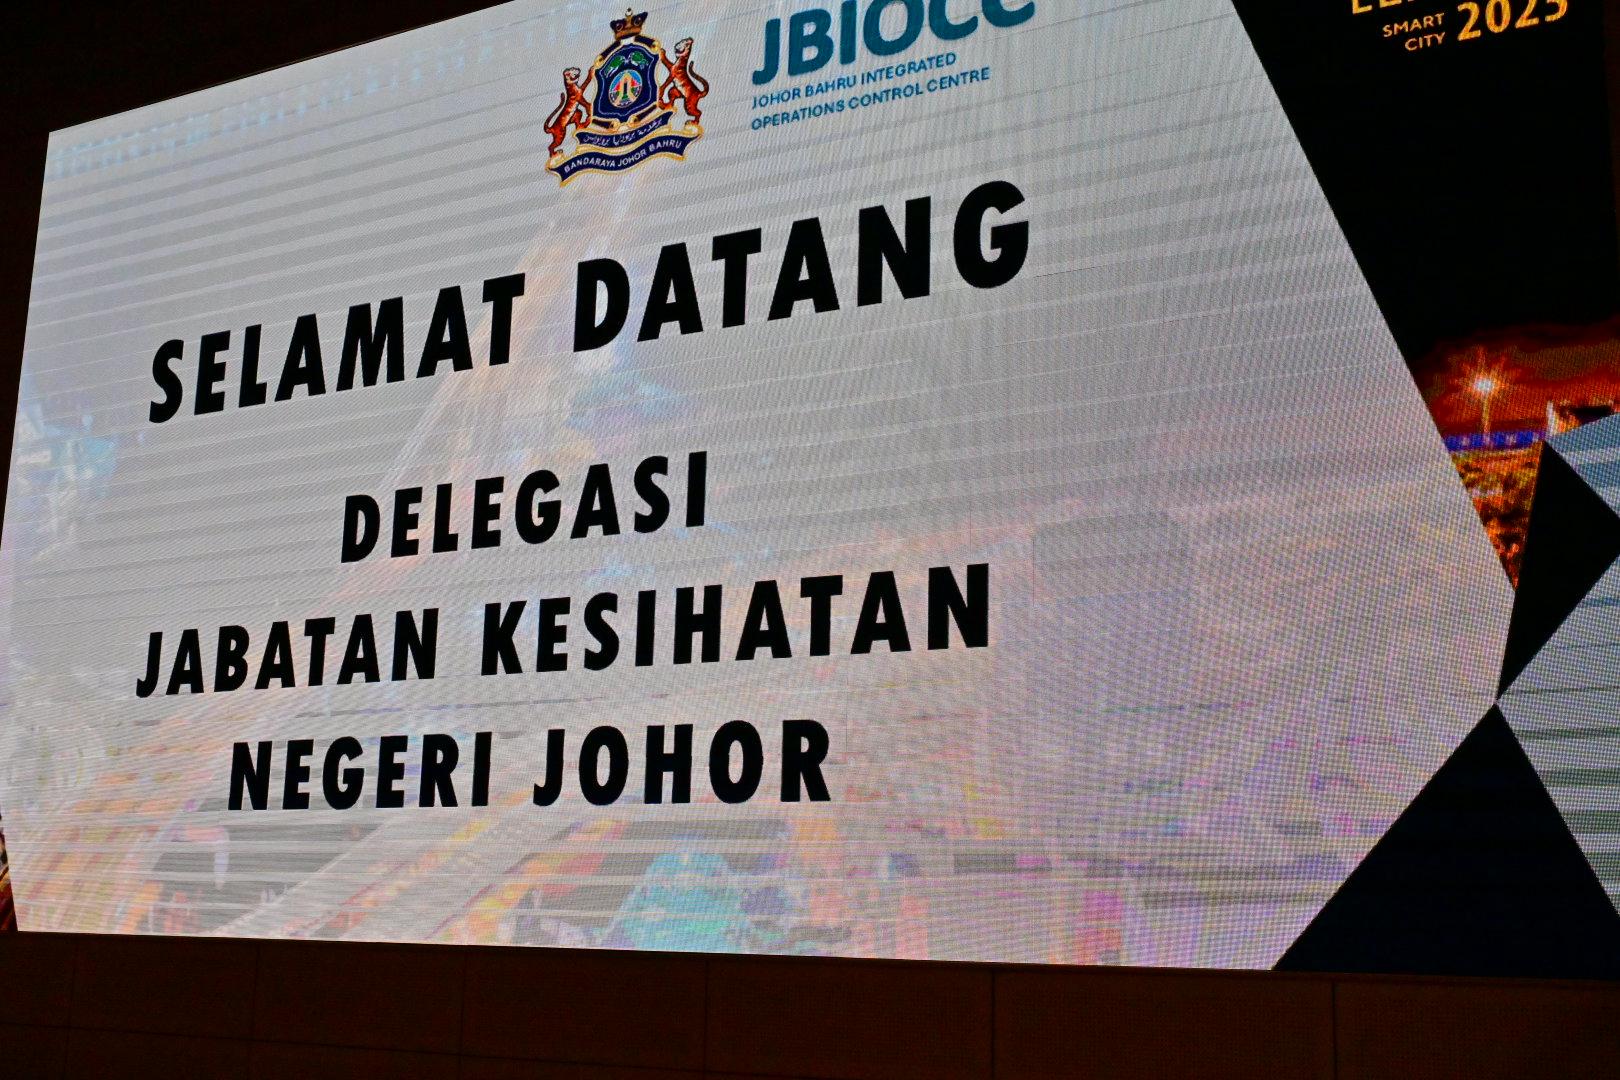 JBIOCC
JOHOR BAHRU INTEGRATED
OPERATIONS CONTROL CENTRE
BANDARAYA JOHOR BAHRU
SMART
CITY 2025
SELAMAT DATANG
DELEGASI
JABATAN KESIHATAN
NEGERI JOHOR